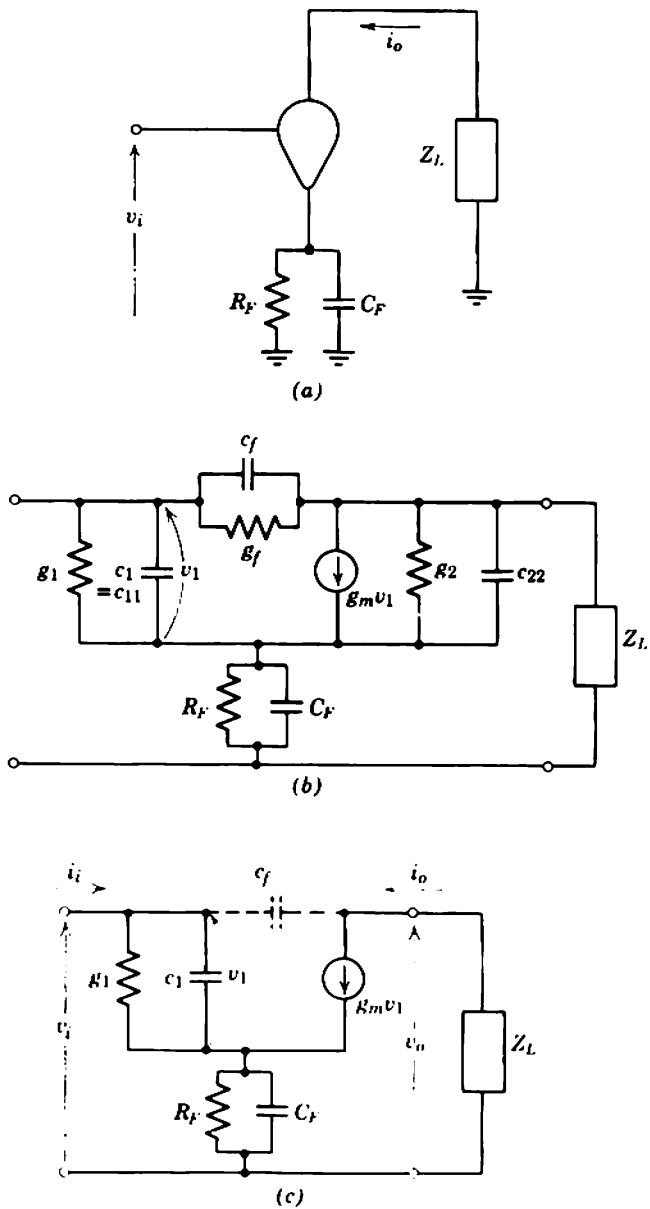 i_o
Z_L
v_i
R_F
C_F
(a)
c_f
g_f
g_1
c_1
= c_11
v_1
g_m v_1
g_2
c_22
Z_L
R_F
C_F
(b)
i_i
c_f
i_o
g_1
c_1
v_1
g_m v_1
v_i
v_o
Z_L
R_F
C_F
(c)